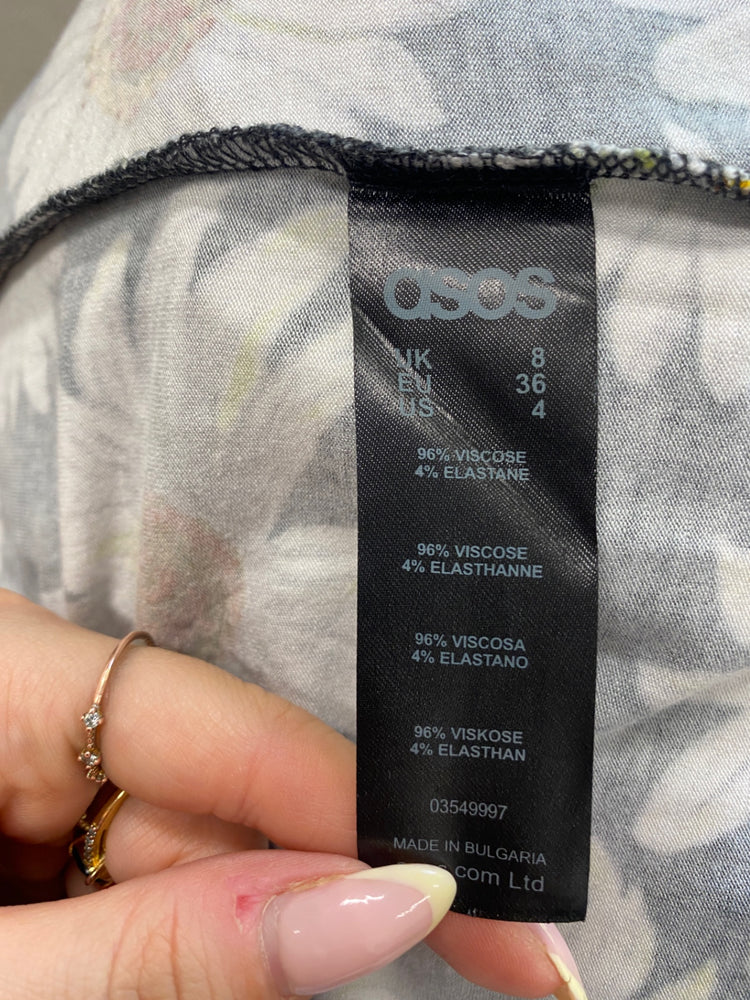 asos
UK 8
EU 36
US 4
96% VISCOSE
4% ELASTANE
96% VISCOSE
4% ELASTHANNE
96% VISCOSA
4% ELASTANO
96% VISKOSE
4% ELASTHAN
03549997
MADE IN BULGARIA
.com Ltd